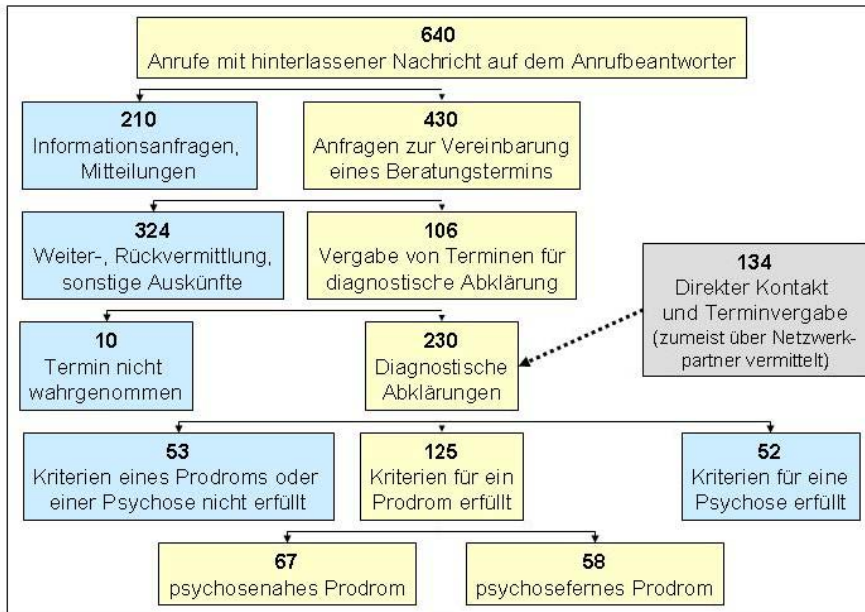 640
Anrufe mit hinterlassener Nachricht auf dem Anrufbeantworter
210
Informationsanfragen,
Mitteilungen
430
Anfragen zur Vereinbarung
eines Beratungstermins
324
Weiter-, Rückvermittlung,
sonstige Auskünfte
106
Vergabe von Terminen für
diagnostische Abklärung
134
Direkter Kontakt
und Terminvergabe
(zumeist über Netzwerk-
partner vermittelt)
10
Termin nicht
wahrgenommen
230
Diagnostische
Abklärungen
53
Kriterien eines Prodroms oder
einer Psychose nicht erfüllt
125
Kriterien für ein
Prodrom erfüllt
52
Kriterien für eine
Psychose erfüllt
67
psychosenahes Prodrom
58
psychosefernes Prodrom